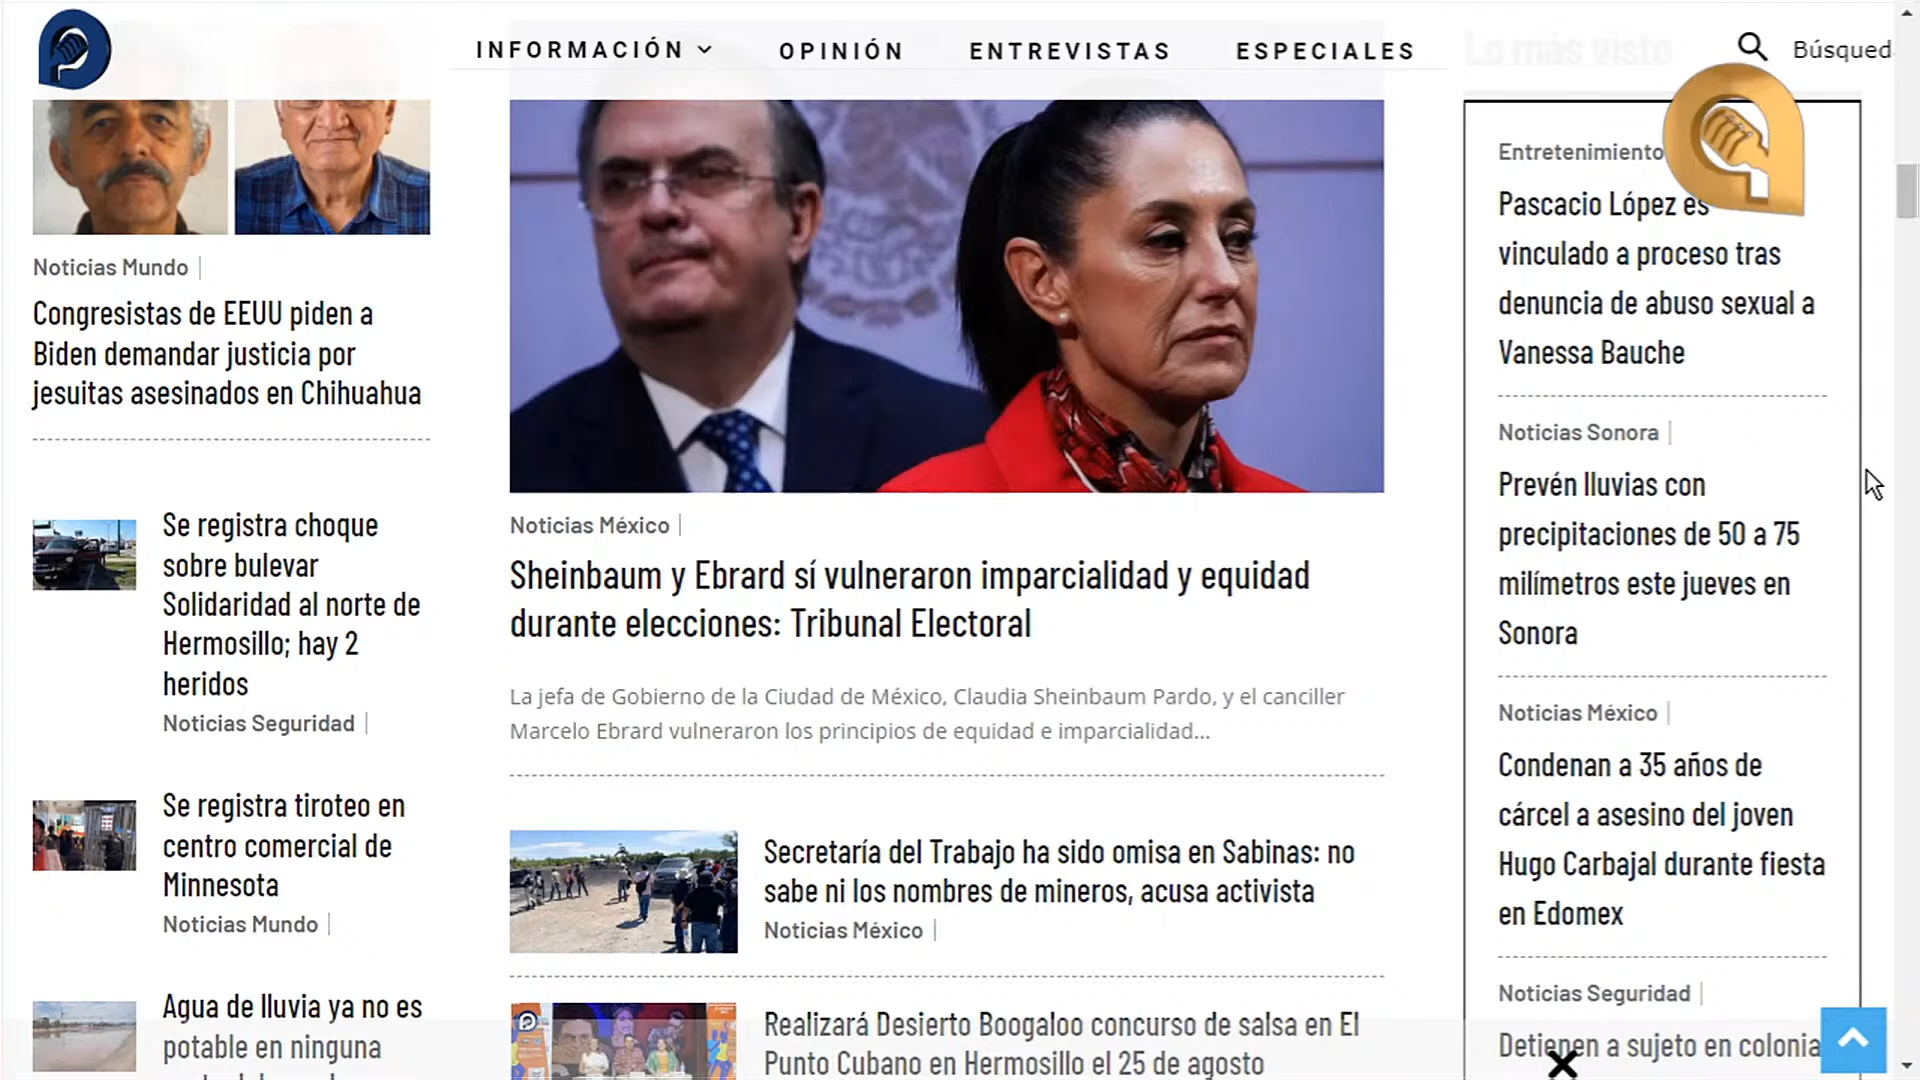 INFORMACIÓN
OPINIÓN
ENTREVISTAS
ESPECIALES
Lo más visto
Búsqued
Noticias Mundo
Congresistas de EEUU piden a
Biden demandar justicia por
jesuitas asesinados en Chihuahua
Se registra choque
sobre bulevar
Solidaridad al norte de
Hermosillo; hay 2
heridos
Noticias Seguridad
Se registra tiroteo en
centro comercial de
Minnesota
Noticias Mundo
Agua de lluvia ya no es
potable en ninguna
Noticias México
Sheinbaum y Ebrard sí vulneraron imparcialidad y equidad
durante elecciones: Tribunal Electoral
La jefa de Gobierno de la Ciudad de México, Claudia Sheinbaum Pardo, y el canciller
Marcelo Ebrard vulneraron los principios de equidad e imparcialidad...
Secretaría del Trabajo ha sido omisa en Sabinas: no
sabe ni los nombres de mineros, acusa activista
Noticias México
Realizará Desierto Boogaloo concurso de salsa en El
Punto Cubano en Hermosillo el 25 de agosto
Entretenimiento
Pascacio López es
vinculado a proceso tras
denuncia de abuso sexual a
Vanessa Bauche
Noticias Sonora
Prevén lluvias con
precipitaciones de 50 a 75
milímetros este jueves en
Sonora
Noticias México
Condenan a 35 años de
cárcel a asesino del joven
Hugo Carbajal durante fiesta
en Edomex
Noticias Seguridad
Detienen a sujeto en colonia